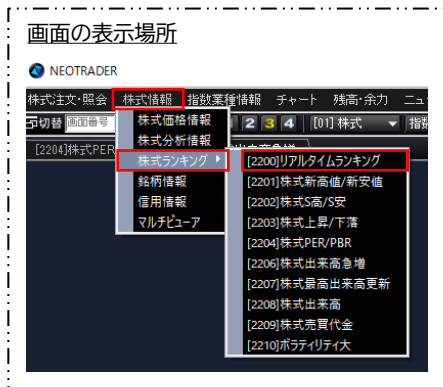 画面の表示場所
NEOTRADER
株式注文・照会 株式情報 指数業種情報 チャート 残高・余力 ニュ
切替 画面番号 2 3 4 [01] 株式 指数
株式価格情報
株式分析情報
[2204]株式PER
株式ランキング
銘柄情報
信用情報
マルチビューア
[2200]リアルタイムランキング
[2201]株式新高値/新安値
[2202]株式S高/S安
[2203]株式上昇/下落
[2204]株式PER/PBR
[2206]株式出来高急増
[2207]株式最高出来高更新
[2208]株式出来高
[2209]株式売買代金
[2210]ボラティリティ大